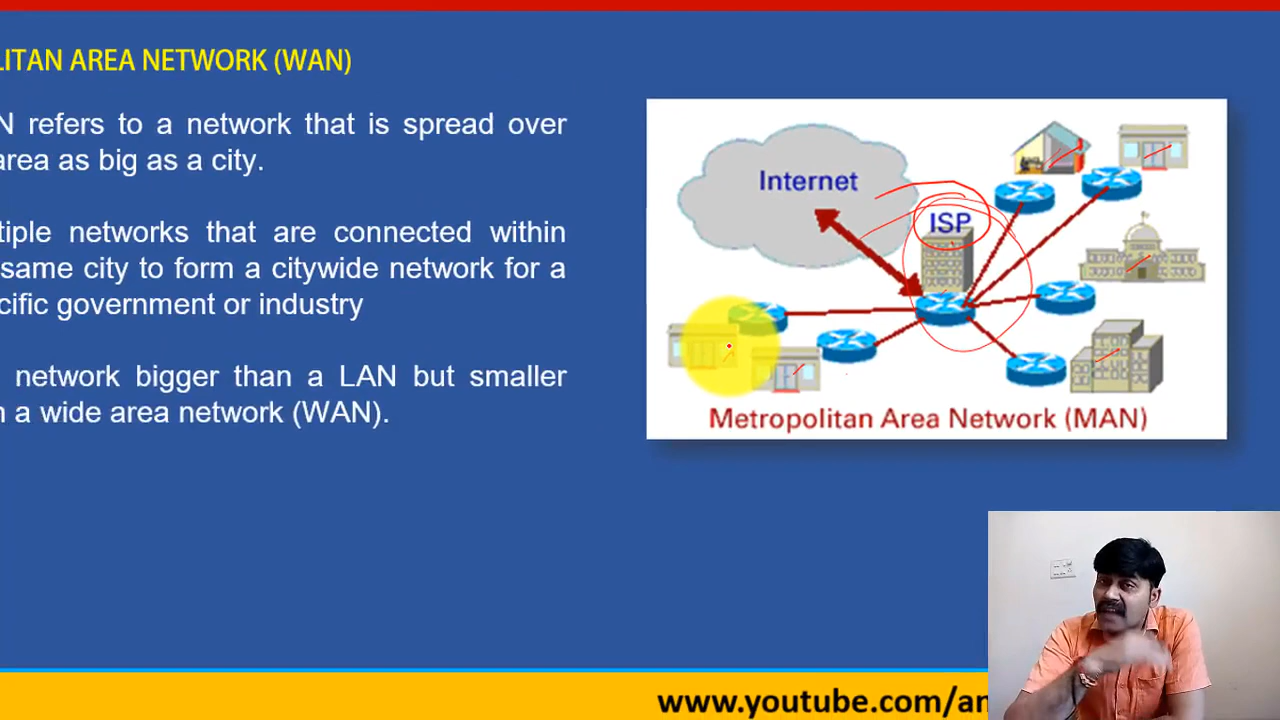 LITAN AREA NETWORK (WAN)
N refers to a network that is spread over
area as big as a city.
tiple networks that are connected within
same city to form a citywide network for a
cific government or industry
network bigger than a LAN but smaller
n a wide area network (WAN).
Internet
ISP
Metropolitan Area Network (MAN)
www.youtube.com/an